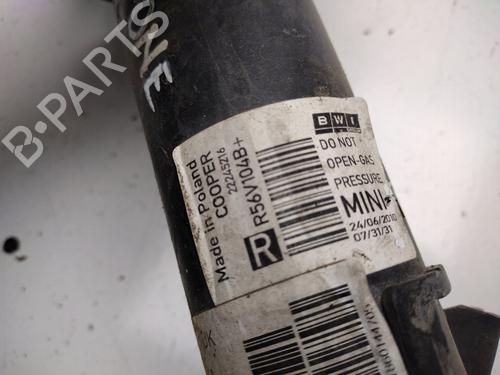 B-PARTS
Made in Poland
COOPER
22245216
R56V104B+
R
BWI
DO NOT
OPEN-GAS
PRESSURE
MINI
24/06/2010
07/31/31